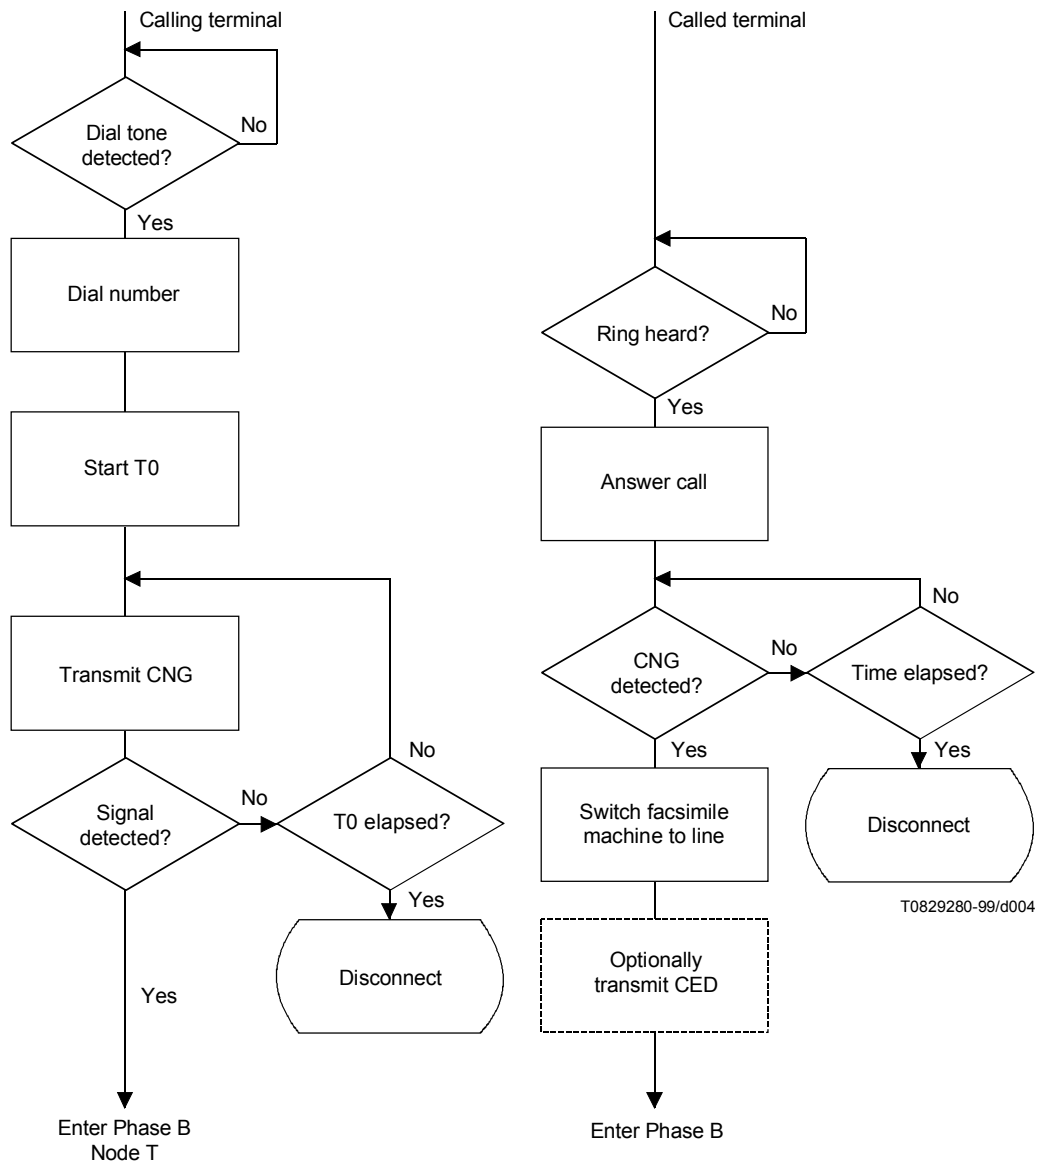 Calling terminal
Dial tone
detected?
No
Yes
Dial number
Start T0
Transmit CNG
Signal
detected?
No
T0 elapsed?
No
Yes
Disconnect
Yes
Enter Phase B
Node T
Called terminal
Ring heard?
No
Yes
Answer call
CNG
detected?
No
Time elapsed?
No
Yes
Disconnect
Yes
Switch facsimile
machine to line
Optionally
transmit CED
Enter Phase B
T0829280-99/d004